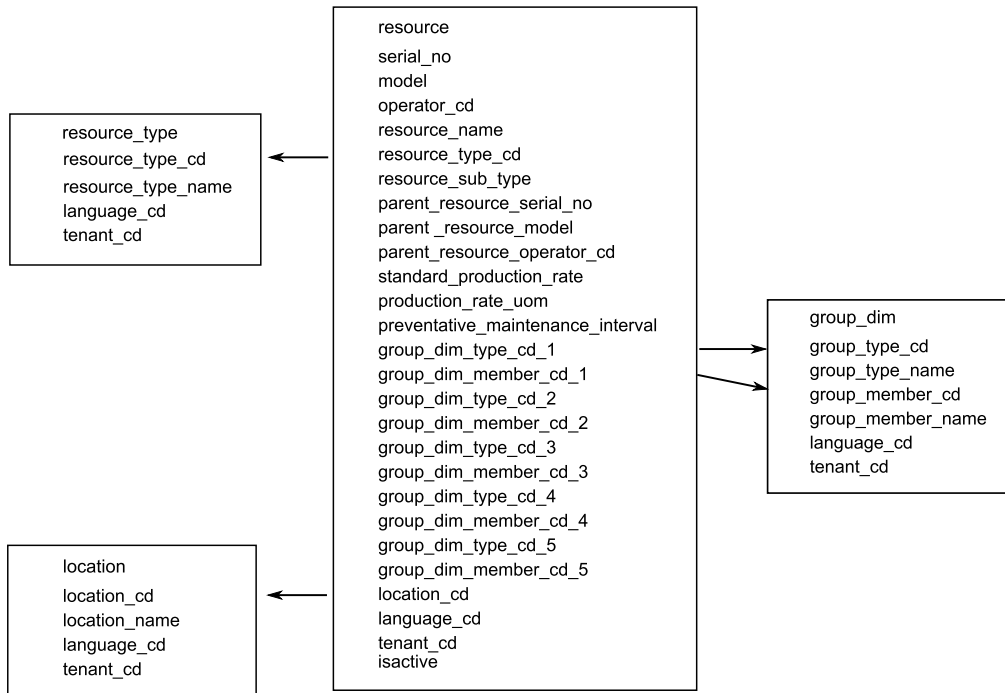 resource
serial_no
model
operator_cd
resource_name
resource_type_cd
resource_sub_type
parent_resource_serial_no
parent _resource_model
parent_resource_operator_cd
standard_production_rate
production_rate_uom
preventative_maintenance_interval
group_dim_type_cd_1
group_dim_member_cd_1
group_dim_type_cd_2
group_dim_member_cd_2
group_dim_type_cd_3
group_dim_member_cd_3
group_dim_type_cd_4
group_dim_member_cd_4
group_dim_type_cd_5
group_dim_member_cd_5
location_cd
language_cd
tenant_cd
isactive
resource_type
resource_type_cd
resource_type_name
language_cd
tenant_cd
group_dim
group_type_cd
group_type_name
group_member_cd
group_member_name
language_cd
tenant_cd
location
location_cd
location_name
language_cd
tenant_cd